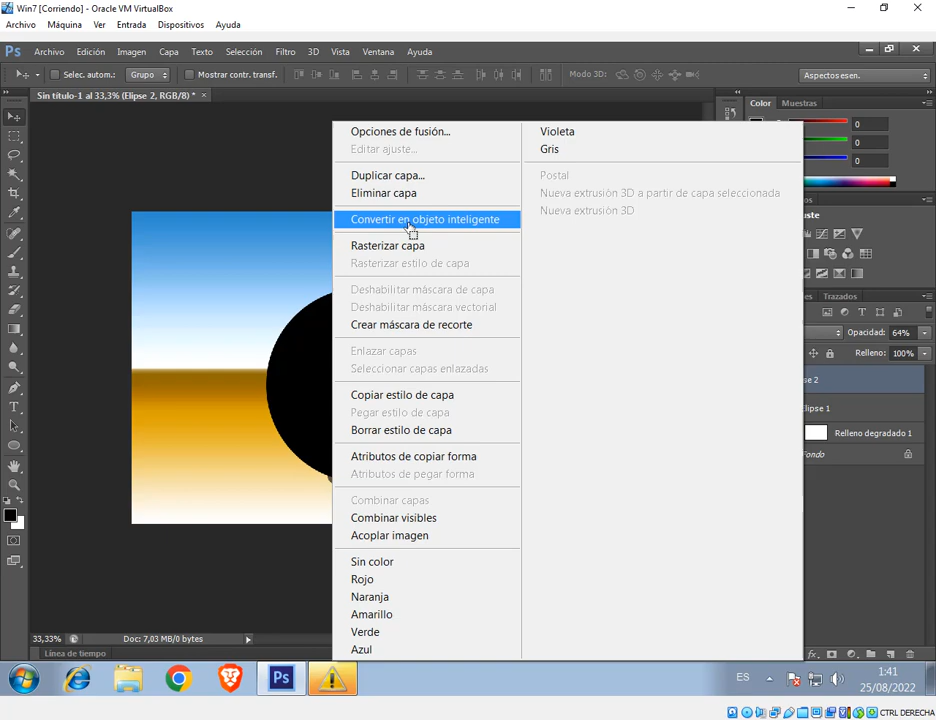 Win7 [Corriendo] - Oracle VM VirtualBox
Archivo Máquina Ver Entrada Dispositivos Ayuda
Ps Archivo Edición Imagen Capa Texto Selección Filtro 3D Vista Ventana Ayuda
Selec. autom.: Grupo Mostrar contr. transf. Modo 3D: Aspectos esen.
Sin título-1 al 33,3% (Elipse 2, RGB/8) * ×
Color Muestras
0
0
0
Opciones de fusión... Violeta
Editar ajuste... Gris
Duplicar capa... Postal
Eliminar capa Nueva extrusión 3D a partir de capa seleccionada
Nueva extrusión 3D
Convertir en objeto inteligente
Rasterizar capa
Rasterizar estilo de capa
Deshabilitar máscara de capa
Deshabilitar máscara vectorial
Crear máscara de recorte
Enlazar capas
Seleccionar capas enlazadas
Copiar estilo de capa
Pegar estilo de capa
Borrar estilo de capa
Atributos de copiar forma
Atributos de pegar forma
Combinar capas
Combinar visibles
Acoplar imagen
Sin color
Rojo
Naranja
Amarillo
Verde
Azul
os
juste
es Trazados
Opacidad: 64%
Relleno: 100%
pse 2
Elipse 1
Relleno degradado 1
Fondo
33,33% Doc: 7,03 MB/0 bytes
Línea de tiempo
fx
Ps
ES 1:41
25/08/2022
CTRL DERECHA